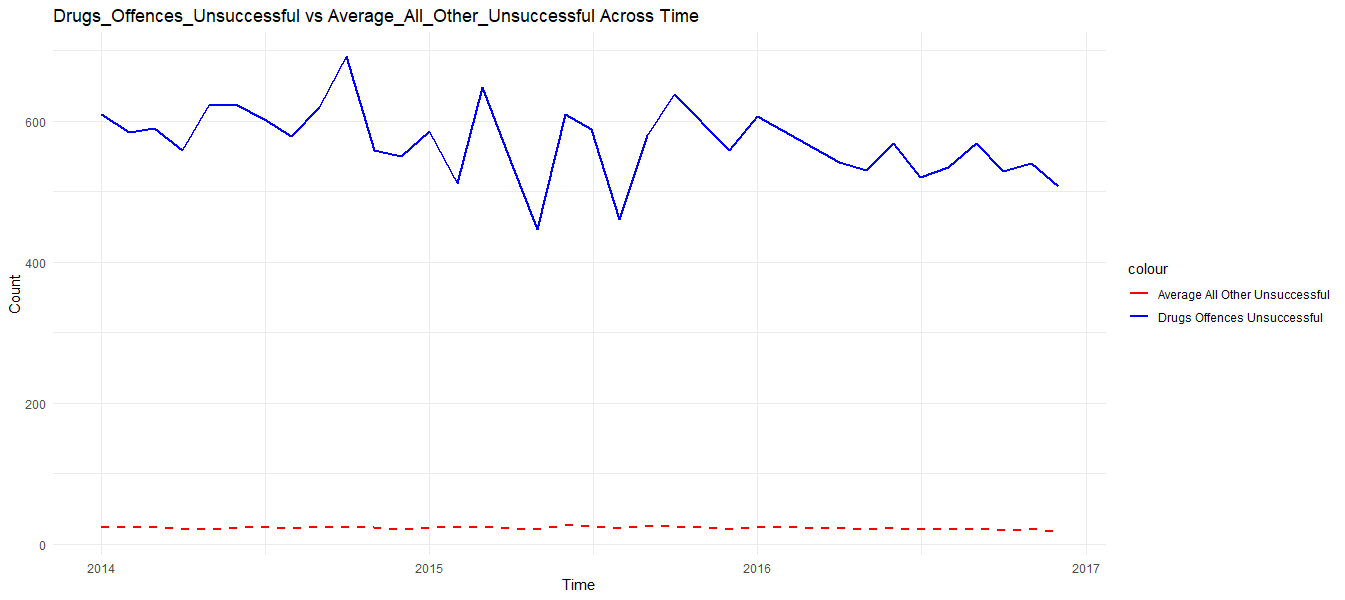 Drugs_Offences_Unsuccessful vs Average_All_Other_Unsuccessful Across Time
600
400
200
0
Count
2014 2015 2016 2017
Time
colour
Average All Other Unsuccessful
Drugs Offences Unsuccessful